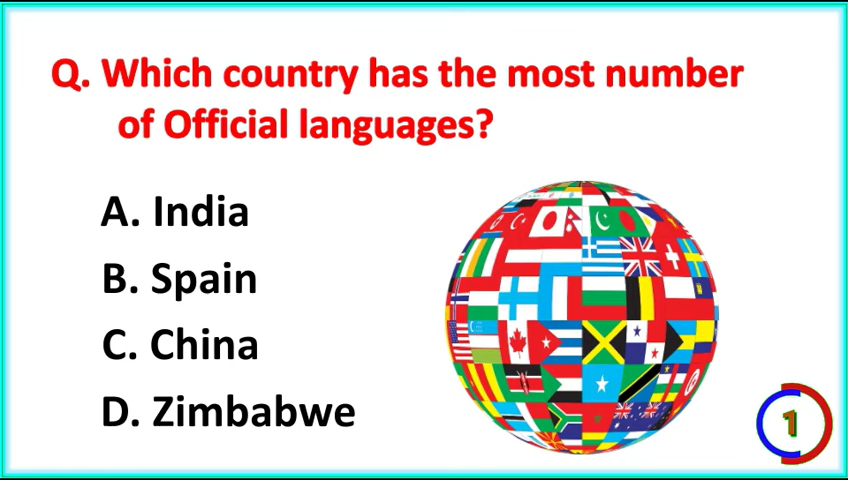 Q. Which country has the most number
of Official languages?
A. India
B. Spain
C. China
D. Zimbabwe
1